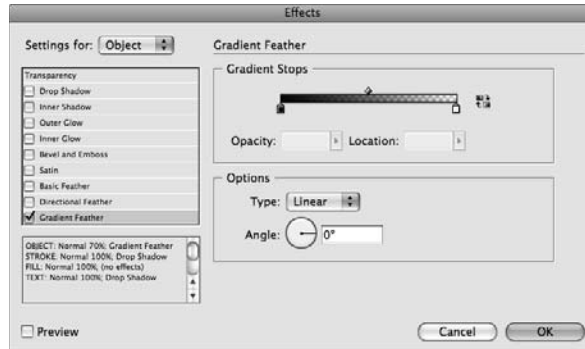 Effects
Settings for: Object
Transparency
Drop Shadow
Inner Shadow
Outer Glow
Inner Glow
Bevel and Emboss
Satin
Basic Feather
Directional Feather
Gradient Feather
OBJECT: Normal 70%; Gradient Feather
STROKE: Normal 100%; Drop Shadow
FILL: Normal 100%; (no effects)
TEXT: Normal 100%; Drop Shadow
Preview
Gradient Feather
Gradient Stops
Opacity: Location:
Options
Type: Linear
Angle: 0°
Cancel OK